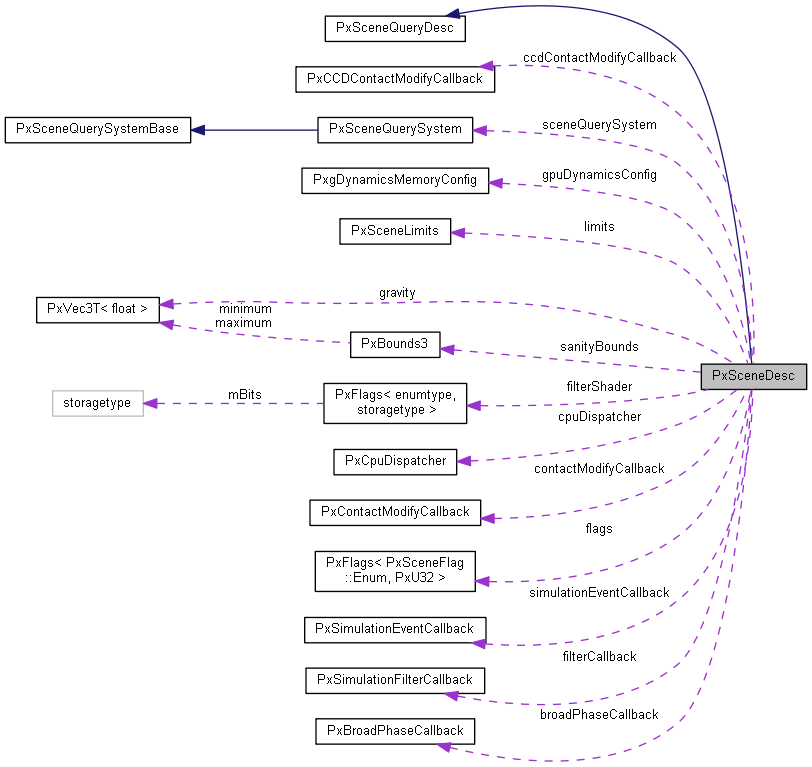 PxSceneQueryDesc
ccdContactModifyCallback
PxCCDContactModifyCallback
PxSceneQuerySystemBase
PxSceneQuerySystem
sceneQuerySystem
PxgDynamicsMemoryConfig
gpuDynamicsConfig
PxSceneLimits
limits
PxVec3T< float >
gravity
minimum
maximum
PxBounds3
sanityBounds
PxSceneDesc
storagetype
mBits
PxFlags< enumtype,
storagetype >
filterShader
cpuDispatcher
PxCpuDispatcher
contactModifyCallback
PxContactModifyCallback
flags
PxFlags< PxSceneFlag
::Enum, PxU32 >
simulationEventCallback
PxSimulationEventCallback
filterCallback
PxSimulationFilterCallback
broadPhaseCallback
PxBroadPhaseCallback